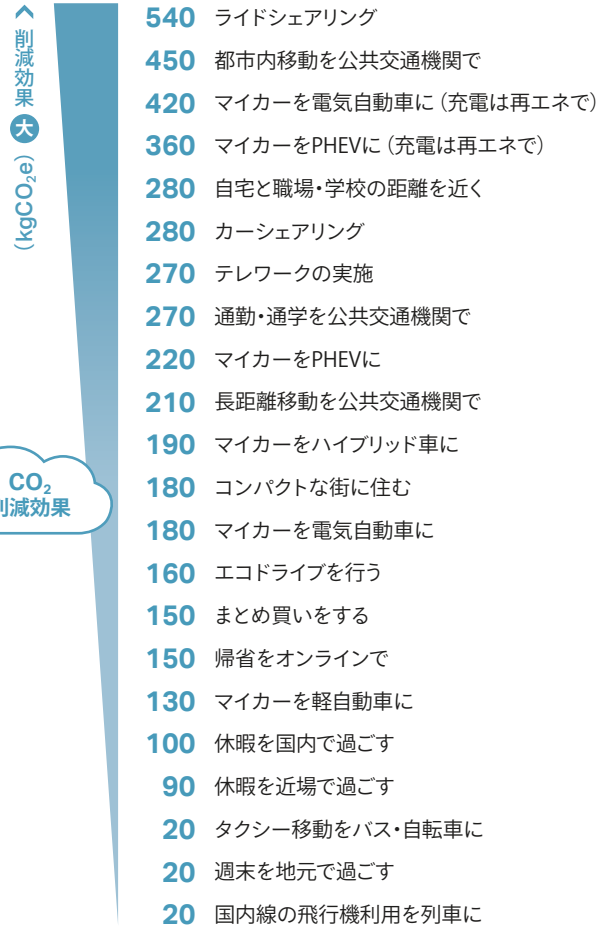 削減効果 大 (kgCO₂e)
540 ライドシェアリング
450 都市内移動を公共交通機関で
420 マイカーを電気自動車に（充電は再エネで）
360 マイカーをPHEVに（充電は再エネで）
280 自宅と職場・学校の距離を近く
280 カーシェアリング
270 テレワークの実施
270 通勤・通学を公共交通機関で
220 マイカーをPHEVに
210 長距離移動を公共交通機関で
190 マイカーをハイブリッド車に
CO₂
削減効果
180 コンパクトな街に住む
180 マイカーを電気自動車に
160 エコドライブを行う
150 まとめ買いをする
150 帰省をオンラインで
130 マイカーを軽自動車に
100 休暇を国内で過ごす
90 休暇を近場で過ごす
20 タクシー移動をバス・自転車に
20 週末を地元で過ごす
20 国内線の飛行機利用を列車に